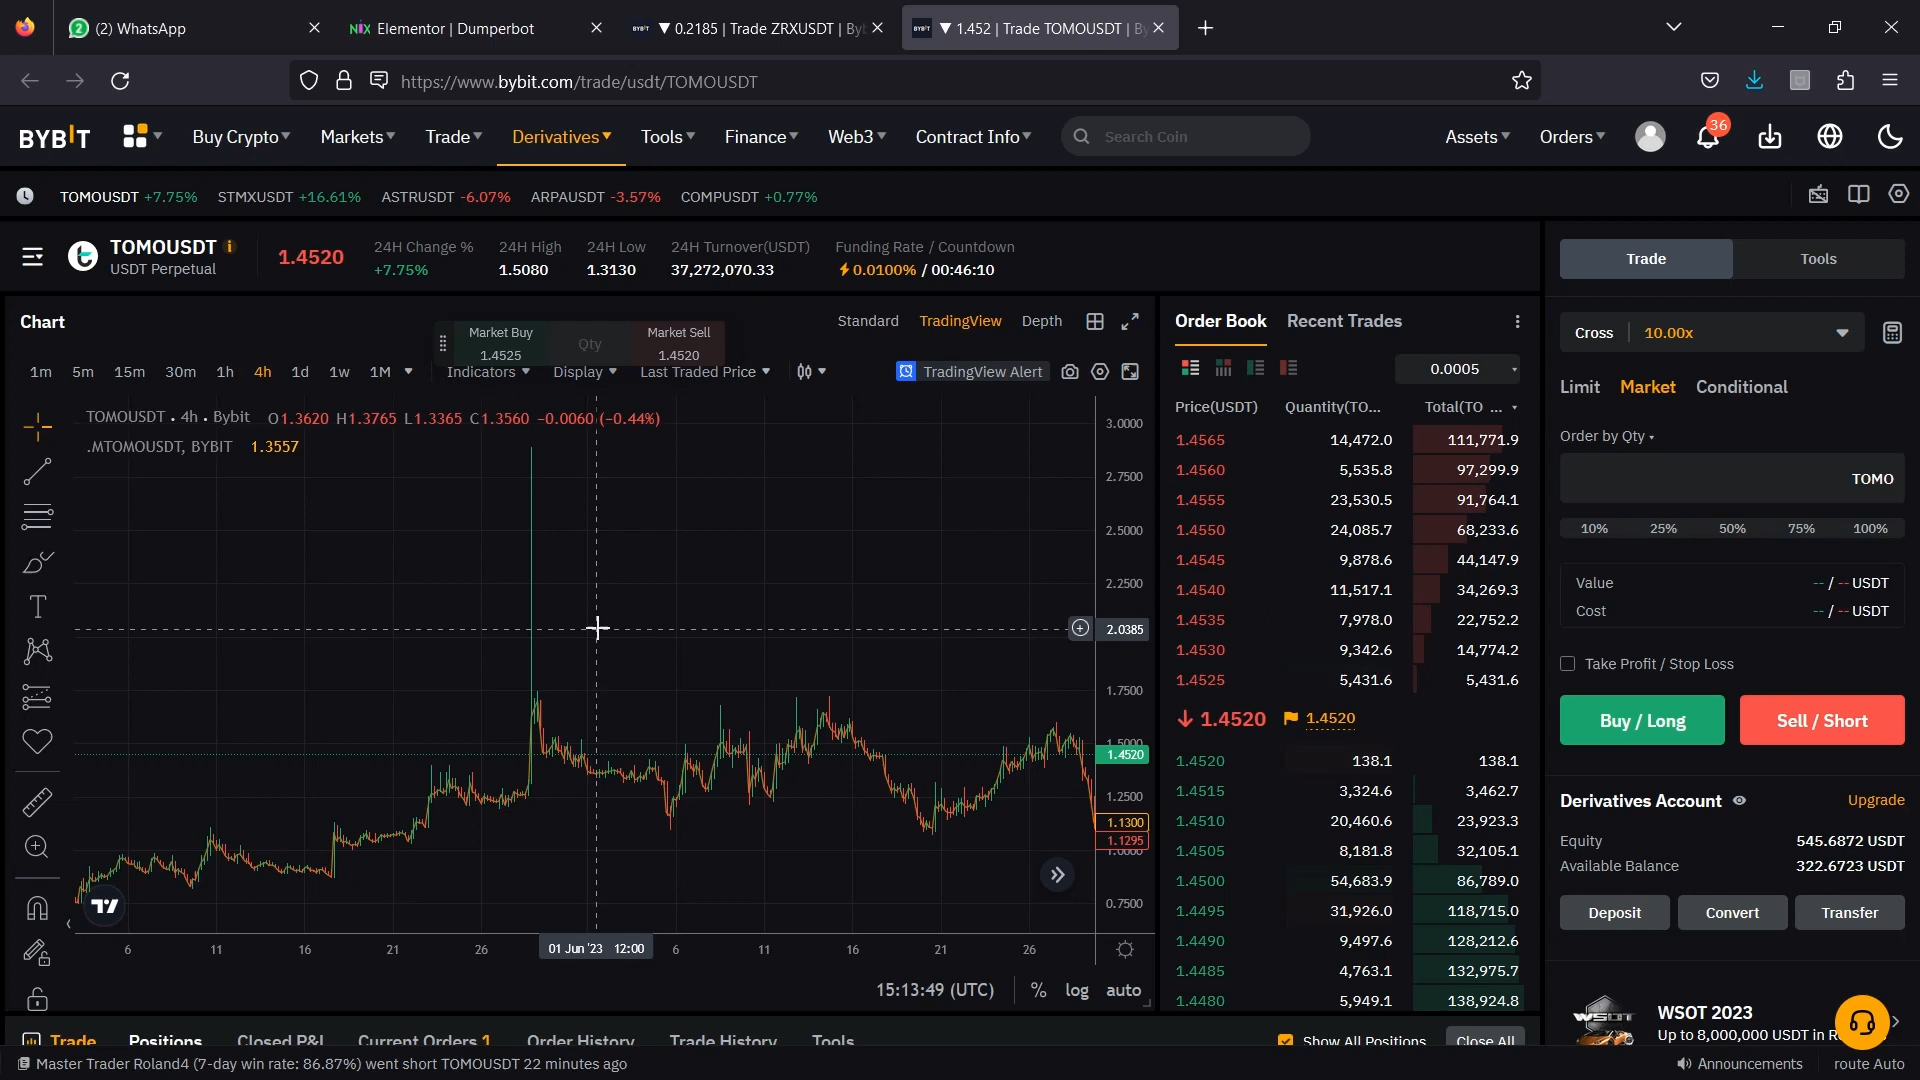 (2) WhatsApp
Elementor | Dumperbot
▼ 0.2185 | Trade ZRXUSDT | Byl
▼ 1.452 | Trade TOMOUSDT | B
https://www.bybit.com/trade/usdt/TOMOUSDT
BYBIT
Buy Crypto
Markets
Trade
Derivatives
Tools
Finance
Web3
Contract Info
Search Coin
Assets
Orders
36
TOMOUSDT +7.75%
STMXUSDT +16.61%
ASTRUSDT -6.07%
ARPAUSDT -3.57%
COMPUSDT +0.77%
TOMOUSDT
USDT Perpetual
1.4520
24H Change %
+7.75%
24H High
1.5080
24H Low
1.3130
24H Turnover(USDT)
37,272,070.33
Funding Rate / Countdown
0.0100% / 00:46:10
Trade
Tools
Chart
Market Buy
1.4525
Qty
Market Sell
1.4520
Standard
TradingView
Depth
1m 5m 15m 30m 1h 4h 1d 1w 1M
Indicators
Display
Last Traded Price
TradingView Alert
TOMOUSDT • 4h • Bybit O1.3620 H1.3765 L1.3365 C1.3560 -0.0060 (-0.44%)
.MTOMOUSDT, BYBIT 1.3557
3.0000
2.7500
2.5000
2.2500
2.0385
1.7500
1.5000
1.4520
1.2500
1.1300
1.1295
1.0000
0.7500
6 11 16 21 26 01 Jun '23 12:00 6 11 16 21 26
15:13:49 (UTC) % log auto
Order Book
Recent Trades
0.0005
Price(USDT) Quantity(TO... Total(TO ...
1.4565 14,472.0 111,771.9
1.4560 5,535.8 97,299.9
1.4555 23,530.5 91,764.1
1.4550 24,085.7 68,233.6
1.4545 9,878.6 44,147.9
1.4540 11,517.1 34,269.3
1.4535 7,978.0 22,752.2
1.4530 9,342.6 14,774.2
1.4525 5,431.6 5,431.6
1.4520 1.4520
1.4520 138.1 138.1
1.4515 3,324.6 3,462.7
1.4510 20,460.6 23,923.3
1.4505 8,181.8 32,105.1
1.4500 54,683.9 86,789.0
1.4495 31,926.0 118,715.0
1.4490 9,497.6 128,212.6
1.4485 4,763.1 132,975.7
1.4480 5,949.1 138,924.8
Cross 10.00x
Limit Market Conditional
Order by Qty
TOMO
10% 25% 50% 75% 100%
Value -- / -- USDT
Cost -- / -- USDT
Take Profit / Stop Loss
Buy / Long
Sell / Short
Derivatives Account
Upgrade
Equity 545.6872 USDT
Available Balance 322.6723 USDT
Deposit
Convert
Transfer
WSOT
WSOT 2023
Up to 8,000,000 USDT in R
Trade
Positions
Closed P&L
Current Orders 1
Order History
Trade History
Tools
Show All Positions
Close All
Master Trader Roland4 (7-day win rate: 86.87%) went short TOMOUSDT 22 minutes ago
Announcements
route Auto